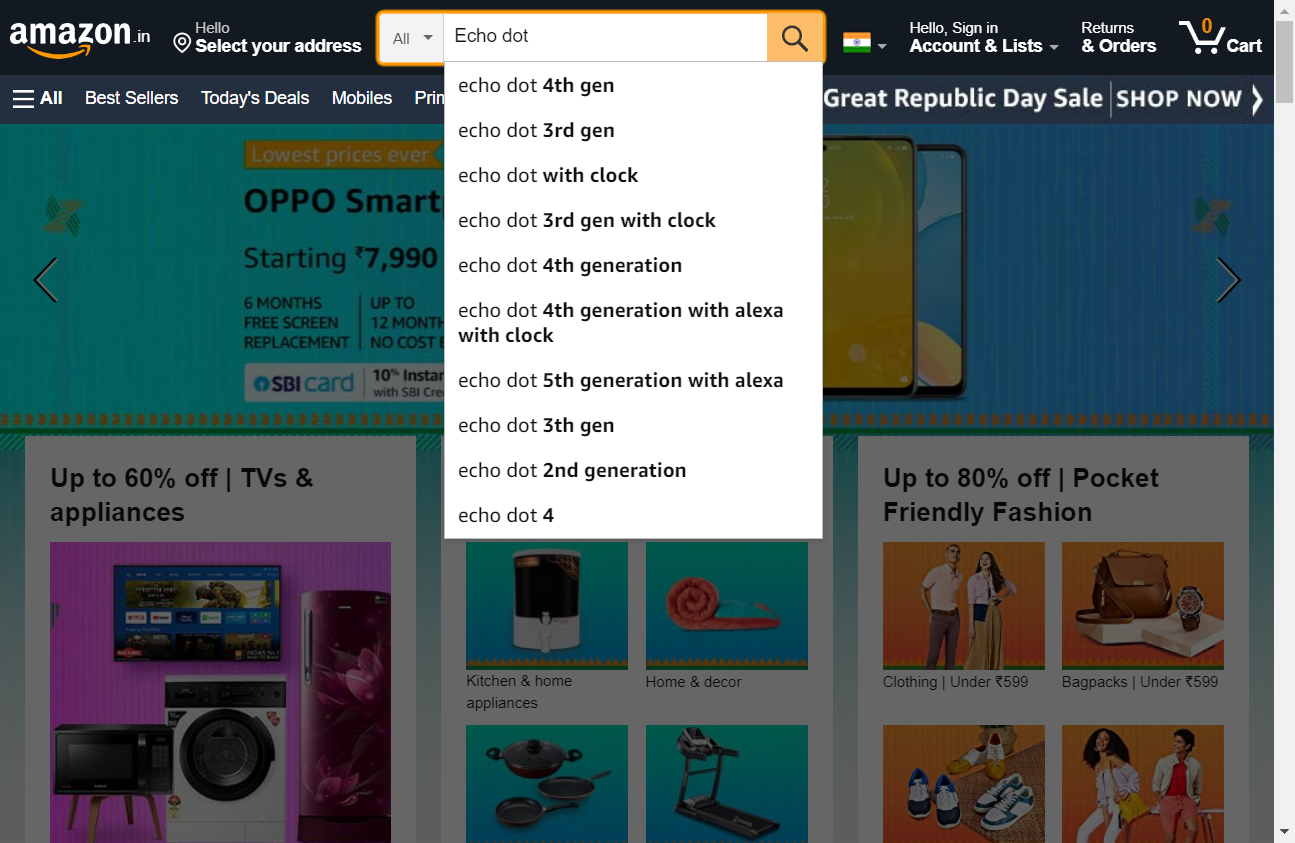 amazon.in
Hello
Select your address
All
Echo dot
Hello, Sign in
Account & Lists
Returns
& Orders
0
Cart
All
Best Sellers
Today's Deals
Mobiles
Great Republic Day Sale
SHOP NOW
echo dot 4th gen
echo dot 3rd gen
echo dot with clock
echo dot 3rd gen with clock
echo dot 4th generation
echo dot 4th generation with alexa
with clock
echo dot 5th generation with alexa
echo dot 3th gen
echo dot 2nd generation
echo dot 4
Lowest prices ever
OPPO Smart
Starting ₹7,990
6 MONTHS
FREE SCREEN
REPLACEMENT
UP TO
12 MONTH
NO COST
SBI card
10% Instan
with SBI Cre
Up to 60% off | TVs &
appliances
Kitchen & home
appliances
Home & decor
Up to 80% off | Pocket
Friendly Fashion
Clothing | Under ₹599
Bagpacks | Under ₹599